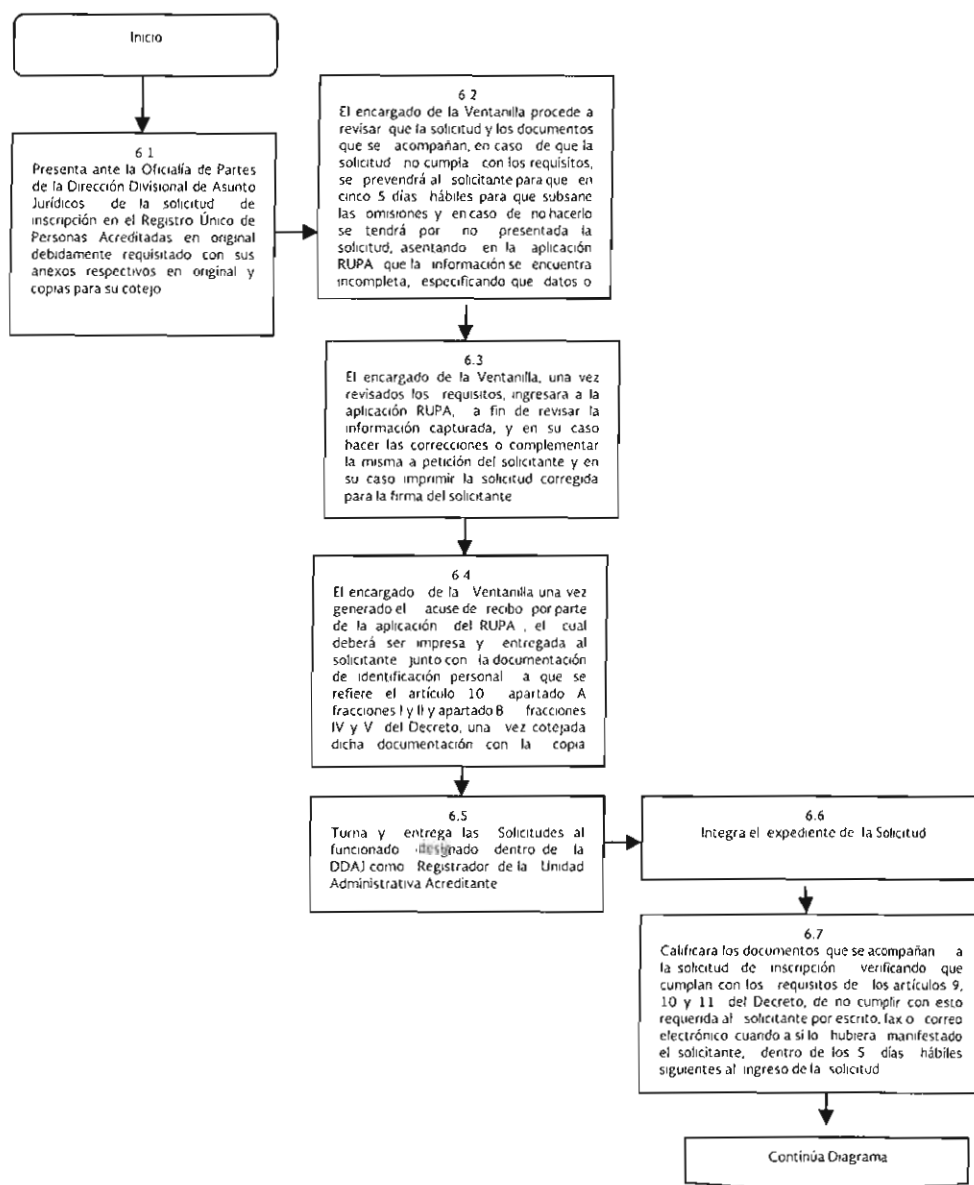 Inicio
6 1
Presenta ante la Oficialía de Partes
de la Dirección Divisional de Asunto
Jurídicos de la solicitud de
inscripción en el Registro Único de
Personas Acreditadas en original
debidamente requisitado con sus
anexos respectivos en original y
copias para su cotejo
6 2
El encargado de la Ventanilla procede a
revisar que la solicitud y los documentos
que se acompañan, en caso de que la
solicitud no cumpla con los requisitos,
se prevendrá al solicitante para que en
cinco 5 días hábiles para que subsane
las omisiones y en caso de no hacerlo
se tendrá por no presentada la
solicitud, asentando en la aplicación
RUPA que la información se encuentra
incompleta, especificando que datos o
6.3
El encargado de la Ventanilla, una vez
revisados los requisitos, ingresara a la
aplicación RUPA, a fin de revisar la
información capturada, y en su caso
hacer las correcciones o complementar
la misma a petición del solicitante y en
su caso imprimir la solicitud corregida
para la firma del solicitante
6 4
El encargado de la Ventanilla una vez
generado el acuse de recibo por parte
de la aplicación del RUPA , el cual
deberá ser impresa y entregada al
solicitante junto con la documentación
de identificación personal a que se
refiere el artículo 10 apartado A
fracciones I y II y apartado B fracciones
IV y V del Decreto, una vez cotejada
dicha documentación con la copia
6.5
Turna y entrega las Solicitudes al
funcionado designado dentro de la
DDAJ como Registrador de la Unidad
Administrativa Acreditante
6.6
Integra el expediente de la Solicitud
6.7
Calificara los documentos que se acompañan a
la solicitud de inscripción verificando que
cumplan con los requisitos de los artículos 9,
10 y 11 del Decreto, de no cumplir con esto
requerida al solicitante por escrito, fax o correo
electrónico cuando a si lo hubiera manifestado
el solicitante, dentro de los 5 días hábiles
siguientes al ingreso de la solicitud
Continúa Diagrama